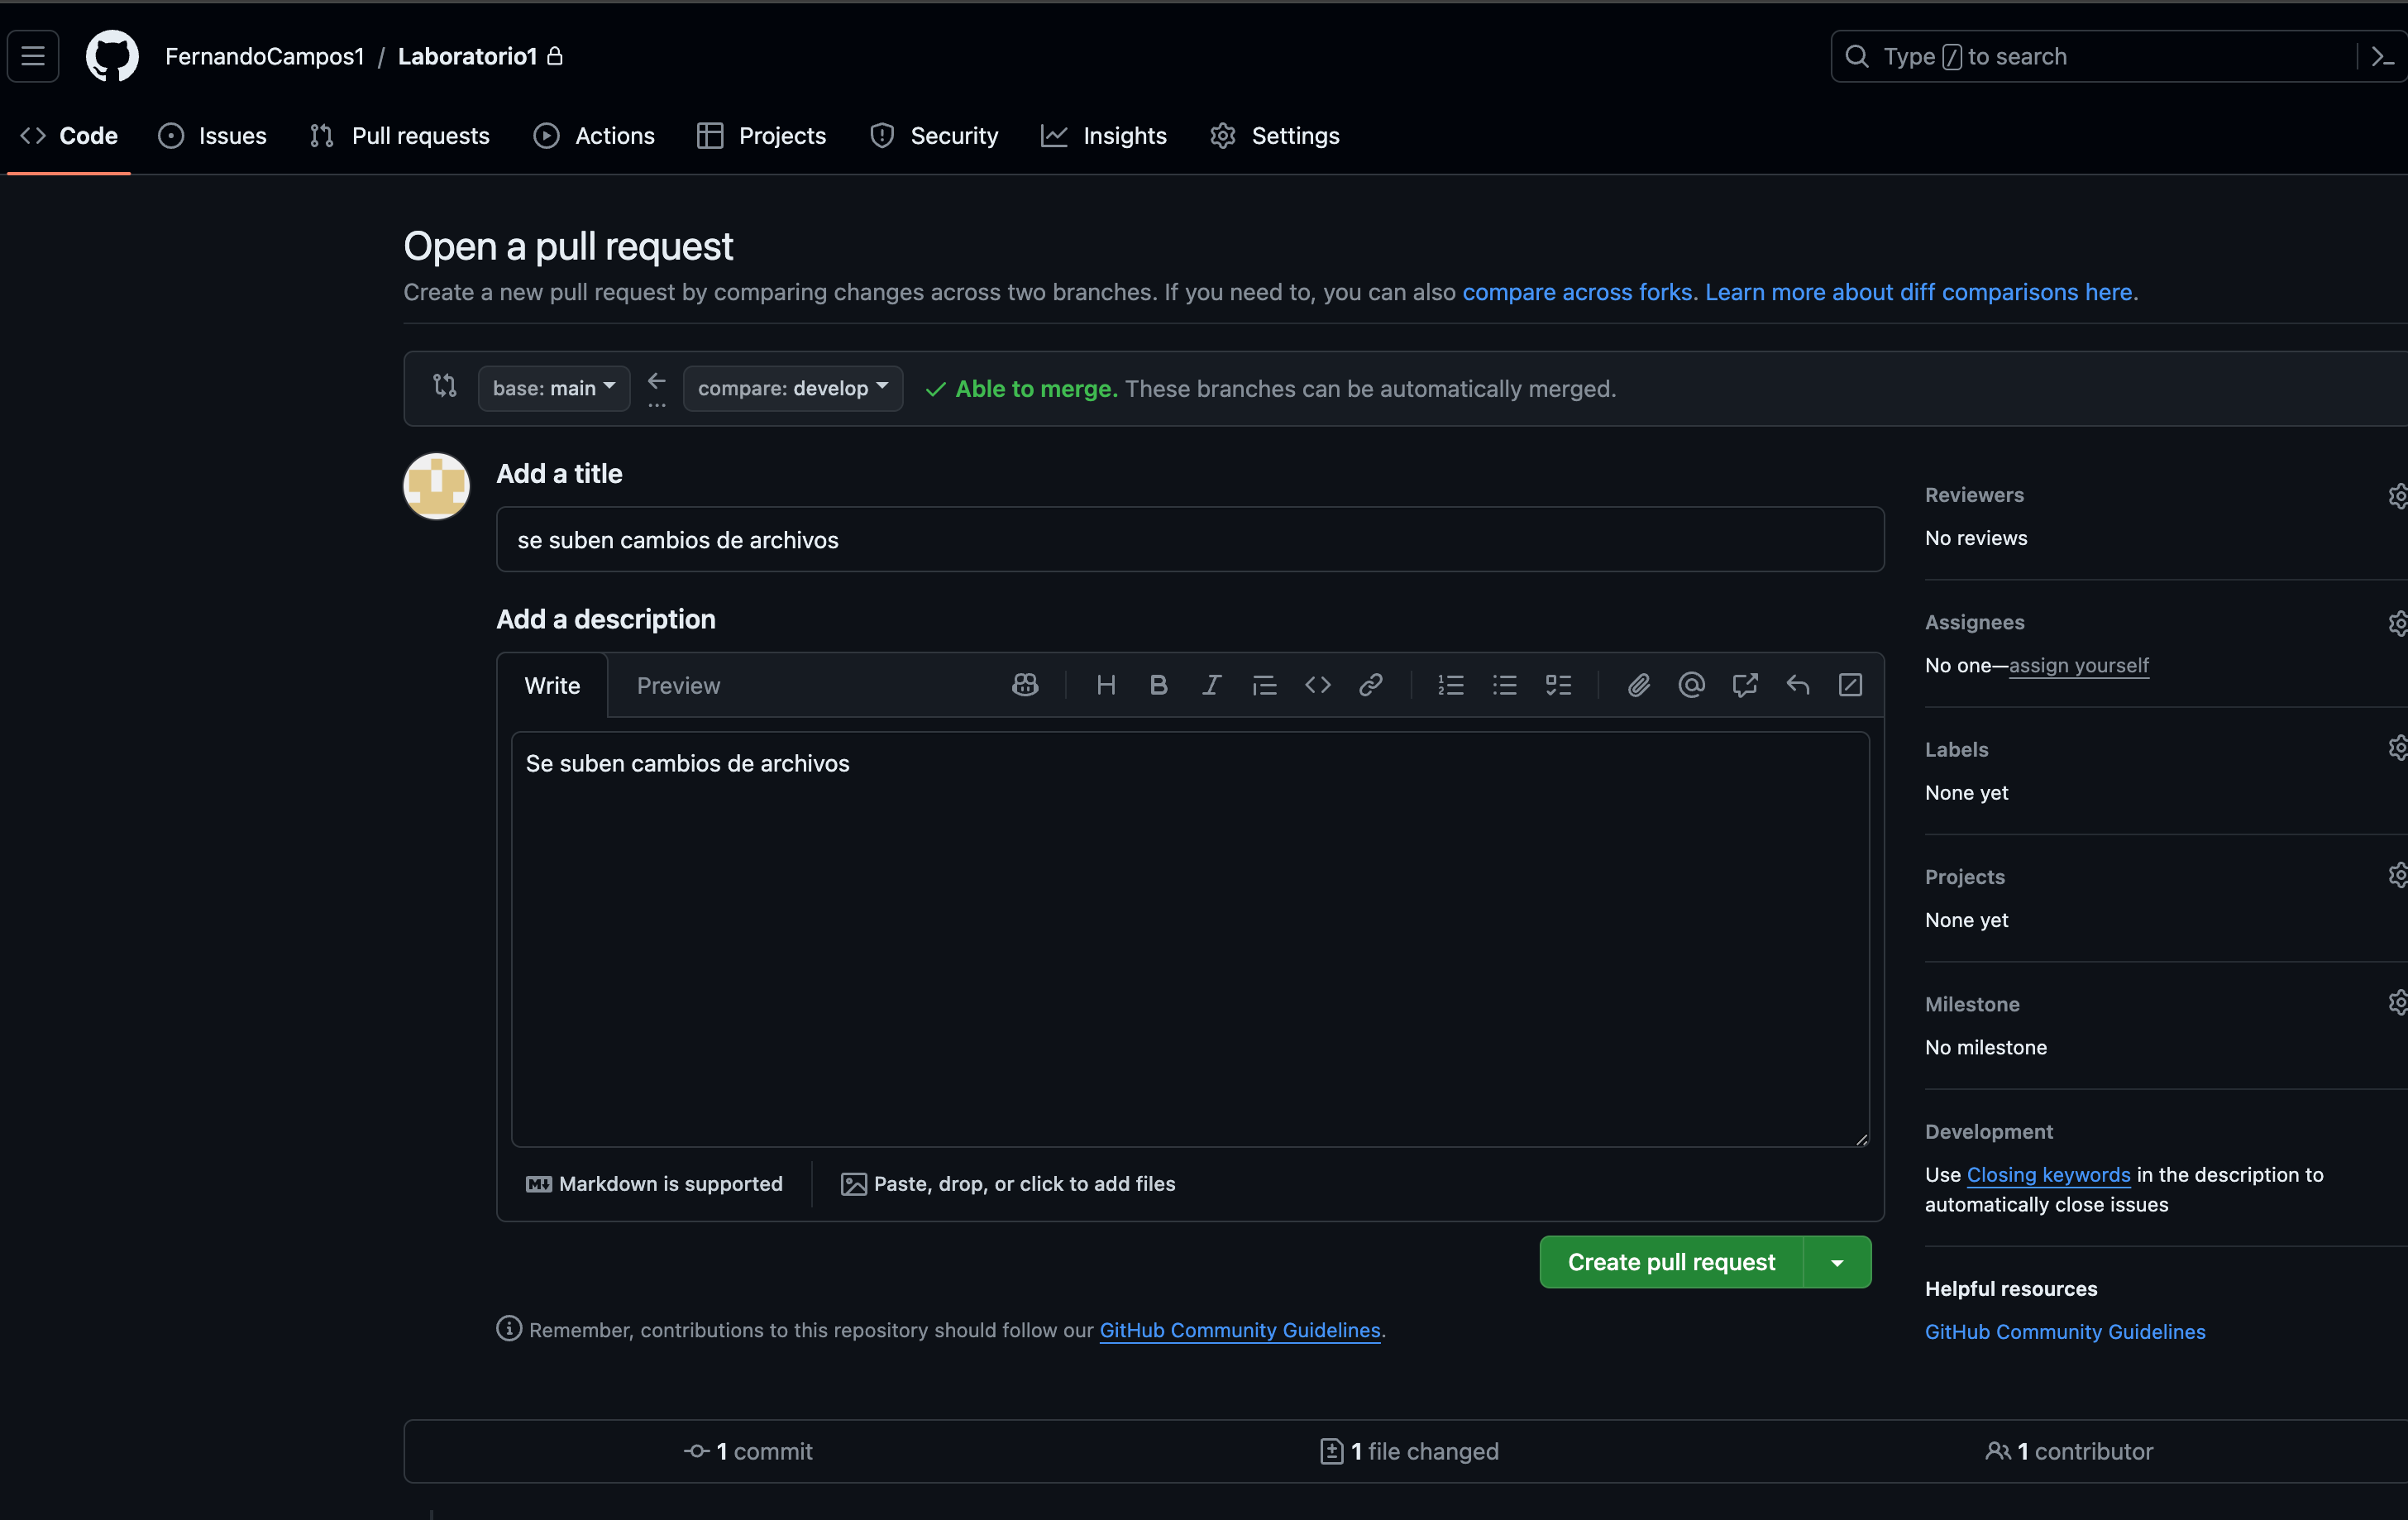 FernandoCampos1 / Laboratorio1
Type / to search
Code Issues Pull requests Actions Projects Security Insights Settings
Open a pull request
Create a new pull request by comparing changes across two branches. If you need to, you can also compare across forks. Learn more about diff comparisons here.
base: main ← ... compare: develop Able to merge. These branches can be automatically merged.
Add a title
se suben cambios de archivos
Add a description
Write Preview
Se suben cambios de archivos
Markdown is supported Paste, drop, or click to add files
Create pull request
Remember, contributions to this repository should follow our GitHub Community Guidelines.
Reviewers
No reviews
Assignees
No one—assign yourself
Labels
None yet
Projects
None yet
Milestone
No milestone
Development
Use Closing keywords in the description to
automatically close issues
Helpful resources
GitHub Community Guidelines
1 commit 1 file changed 1 contributor